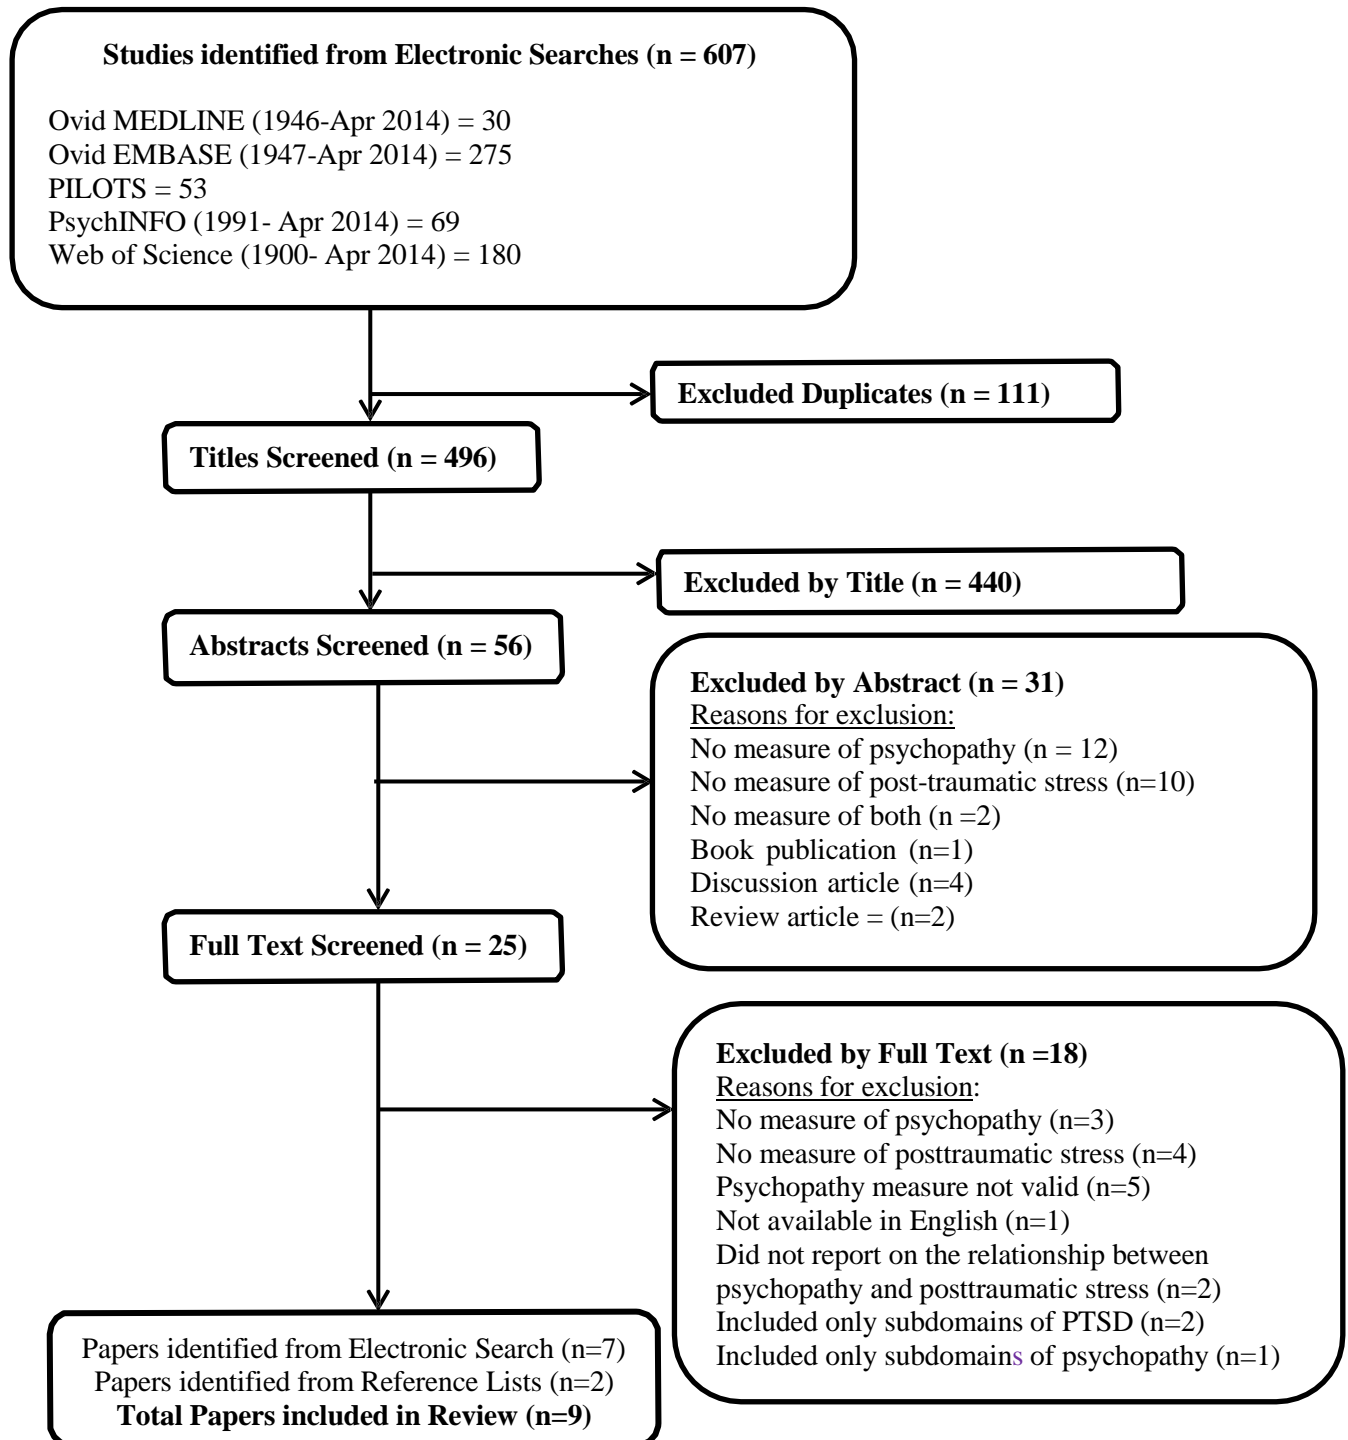 Studies identified from Electronic Searches (n = 607)
Ovid MEDLINE (1946-Apr 2014) = 30
Ovid EMBASE (1947-Apr 2014) = 275
PILOTS = 53
PsychINFO (1991- Apr 2014) = 69
Web of Science (1900- Apr 2014) = 180
Excluded Duplicates (n = 111)
Titles Screened (n = 496)
Excluded by Title (n = 440)
Abstracts Screened (n = 56)
Excluded by Abstract (n = 31)
Reasons for exclusion:
No measure of psychopathy (n = 12)
No measure of post-traumatic stress (n=10)
No measure of both (n =2)
Book publication (n=1)
Discussion article (n=4)
Review article = (n=2)
Full Text Screened (n = 25)
Excluded by Full Text (n =18)
Reasons for exclusion:
No measure of psychopathy (n=3)
No measure of posttraumatic stress (n=4)
Psychopathy measure not valid (n=5)
Not available in English (n=1)
Did not report on the relationship between
psychopathy and posttraumatic stress (n=2)
Included only subdomains of PTSD (n=2)
Included only subdomains of psychopathy (n=1)
Papers identified from Electronic Search (n=7)
Papers identified from Reference Lists (n=2)
Total Papers included in Review (n=9)